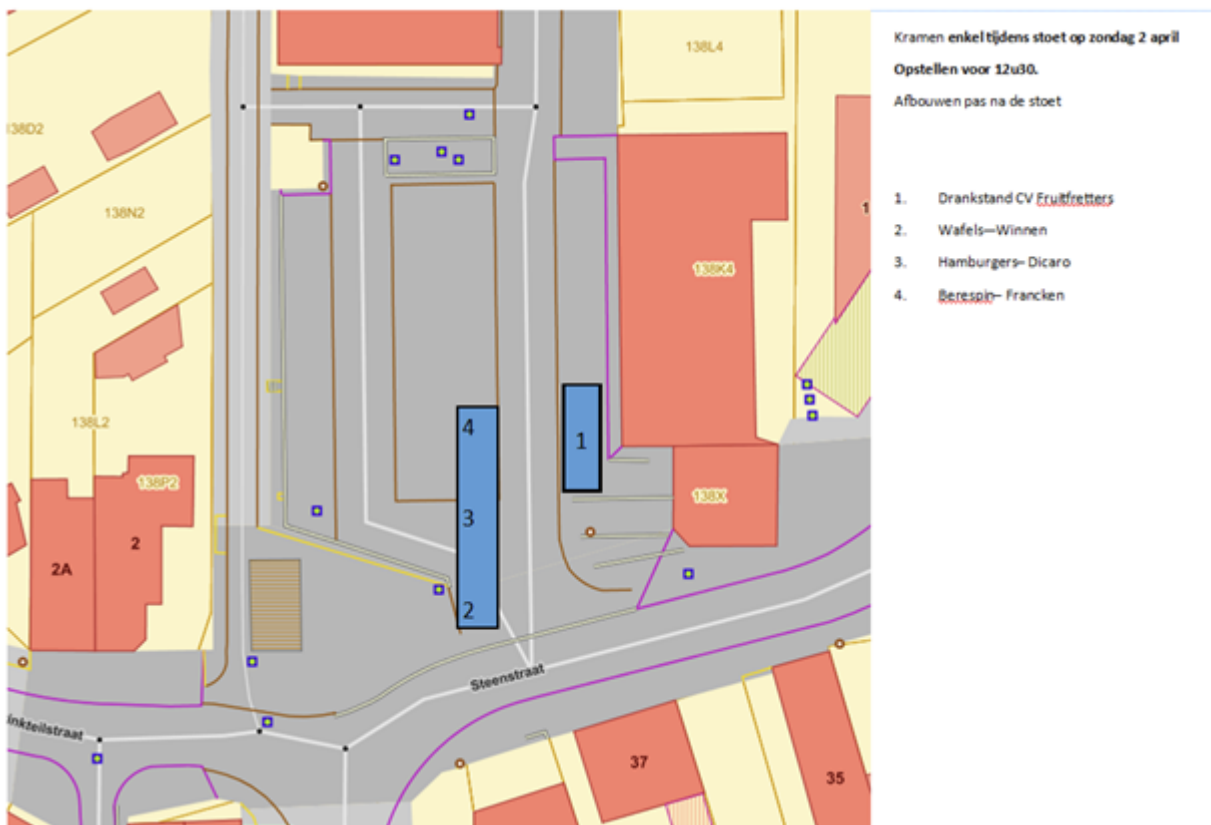 Kramen enkel tijdens stoet op zondag 2 april
Opstellen voor 12u30.
Afbouwen pas na de stoet
1. Drankstand CV Fruitfretters
2. Wafels—Winnen
3. Hamburgers– Dicaro
4. Berespin– Francken
138L4
138D2
138N2
138K4
1
138L2
4
1
138P2
138X
3
2
2A
2
Steenstraat
inkteilstraat
37
35